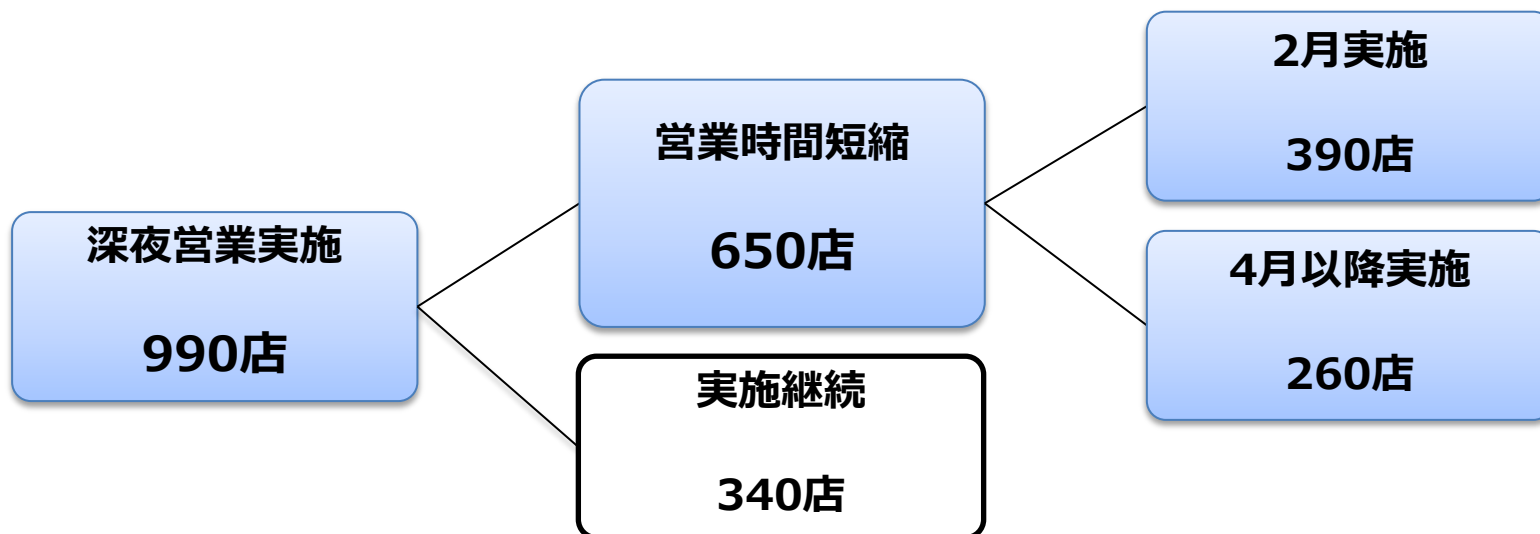 深夜営業実施
990店
営業時間短縮
650店
実施継続
340店
2月実施
390店
4月以降実施
260店